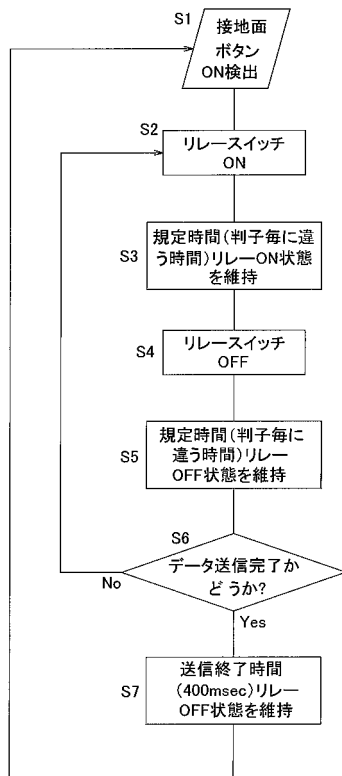 S1
接地面
ボタン
ON検出
S2
リレースイッチ
ON
S3
規定時間(判子毎に違
う時間)リレーON状態
を維持
S4
リレースイッチ
OFF
S5
規定時間(判子毎に
違う時間)リレー
OFF状態を維持
S6
データ送信完了か
どうか?
No
Yes
S7
送信終了時間
(400msec)リレー
OFF状態を維持